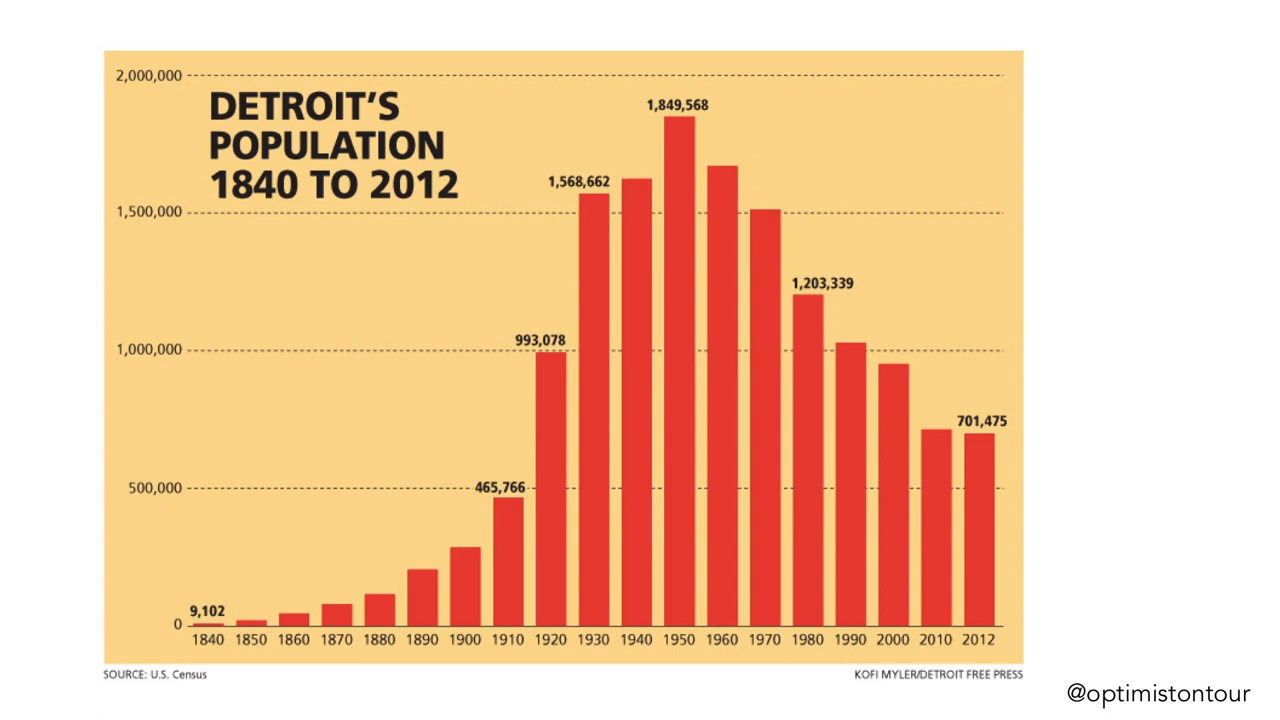 2,000,000
DETROIT'S
POPULATION
1840 TO 2012
1,849,568
1,568,662
1,500,000
1,203,339
993,078
1,000,000
701,475
465,766
500,000
9,102
0
1840 1850 1860 1870 1880 1890 1900 1910 1920 1930 1940 1950 1960 1970 1980 1990 2000 2010 2012
SOURCE: U.S. Census
KOFI MYLER/DETROIT FREE PRESS
@optimistontour